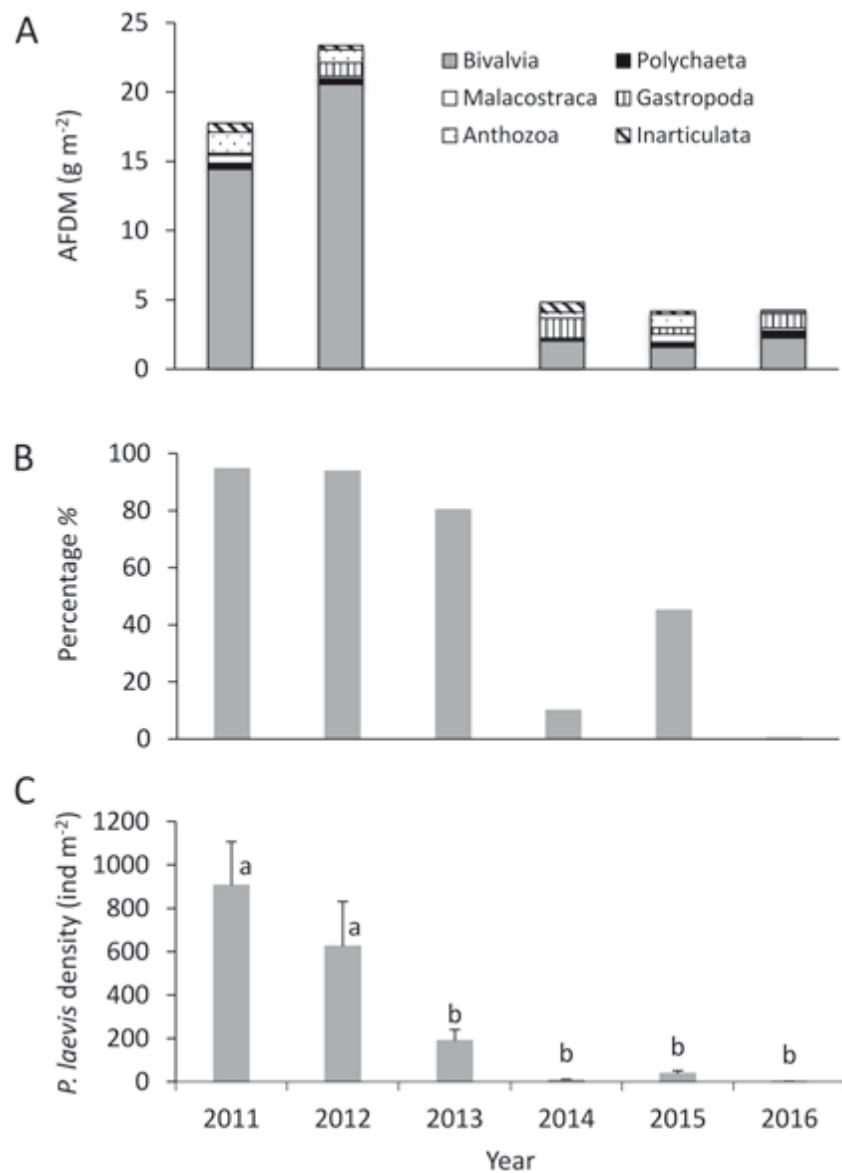 A
25
20
15
10
5
0
AFDM (g m⁻²)
Bivalvia Polychaeta
Malacostraca Gastropoda
Anthozoa Inarticulata
B
100
80
60
40
20
0
Percentage %
C
1200
1000
800
600
400
200
0
P. laevis density (ind m⁻²)
a
a
b
b
b
b
2011 2012 2013 2014 2015 2016
Year